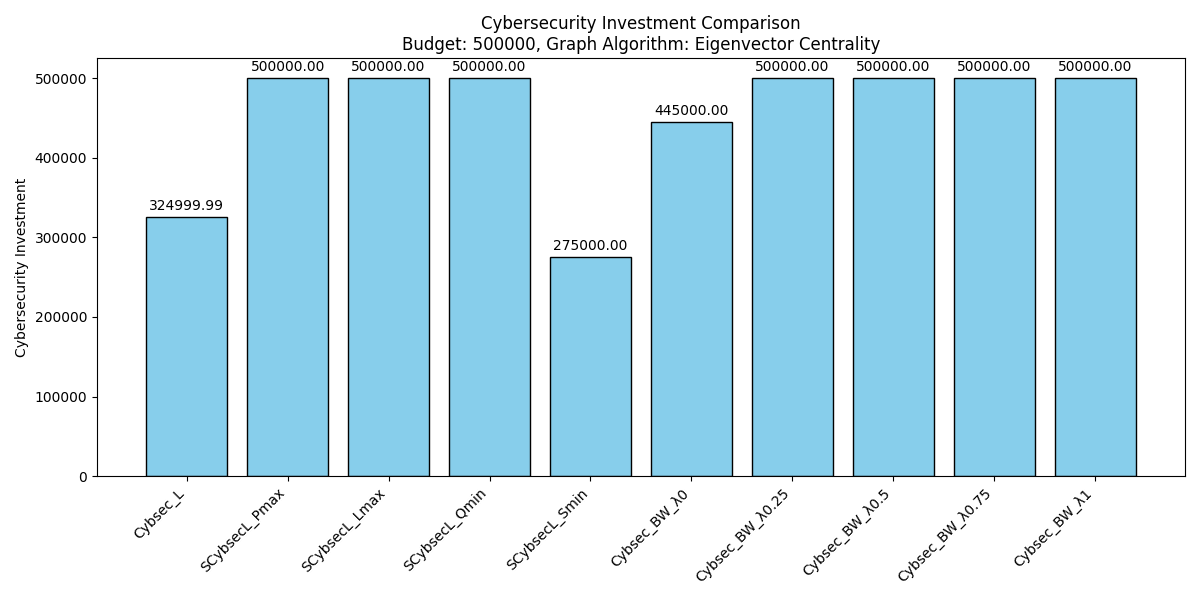 Cybersecurity Investment Comparison
Budget: 500000, Graph Algorithm: Eigenvector Centrality
Cybersecurity Investment
500000
400000
300000
200000
100000
0
324999.99
500000.00
500000.00
500000.00
275000.00
445000.00
500000.00
500000.00
500000.00
500000.00
Cybsec_L
SCybsecL_Pmax
SCybsecL_Lmax
SCybsecL_Qmin
SCybsecL_Smin
Cybsec_BW_λ0
Cybsec_BW_λ0.25
Cybsec_BW_λ0.5
Cybsec_BW_λ0.75
Cybsec_BW_λ1